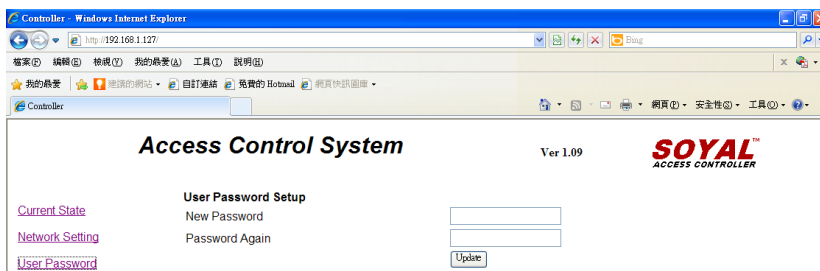 Controller - Windows Internet Explorer
http://192.168.1.127/
Bing
檔案(F) 編輯(E) 檢視(V) 我的最愛(A) 工具(T) 說明(H)
我的最愛 建議的網站 自訂連結 免費的 Hotmail 網頁快訊圖庫
Controller 網頁(P) 安全性(S) 工具(O)
Access Control System Ver 1.09 SOYAL™
ACCESS CONTROLLER
User Password Setup
Current State
New Password
Network Setting
Password Again
User Password
Update